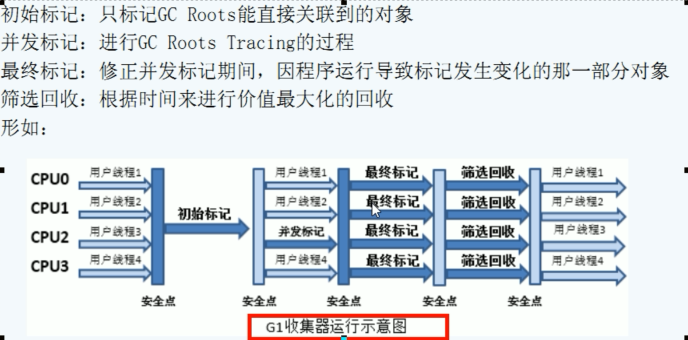 初始标记：只标记GC Roots能直接关联到的对象
并发标记：进行GC Roots Tracing的过程
最终标记：修正并发标记期间，因程序运行导致标记发生变化的那一部分对象
筛选回收：根据时间来进行价值最大化的回收
形如：
CPU0 用户线程1 用户线程1 最终标记 筛选回收 用户线程1
CPU1 用户线程2 初始标记 用户线程2 最终标记 筛选回收 用户线程2
CPU2 用户线程3 并发标记 最终标记 筛选回收 用户线程3
CPU3 用户线程4 用户线程4 最终标记 筛选回收 用户线程4
安全点 安全点 安全点 安全点 安全点
G1收集器运行示意图